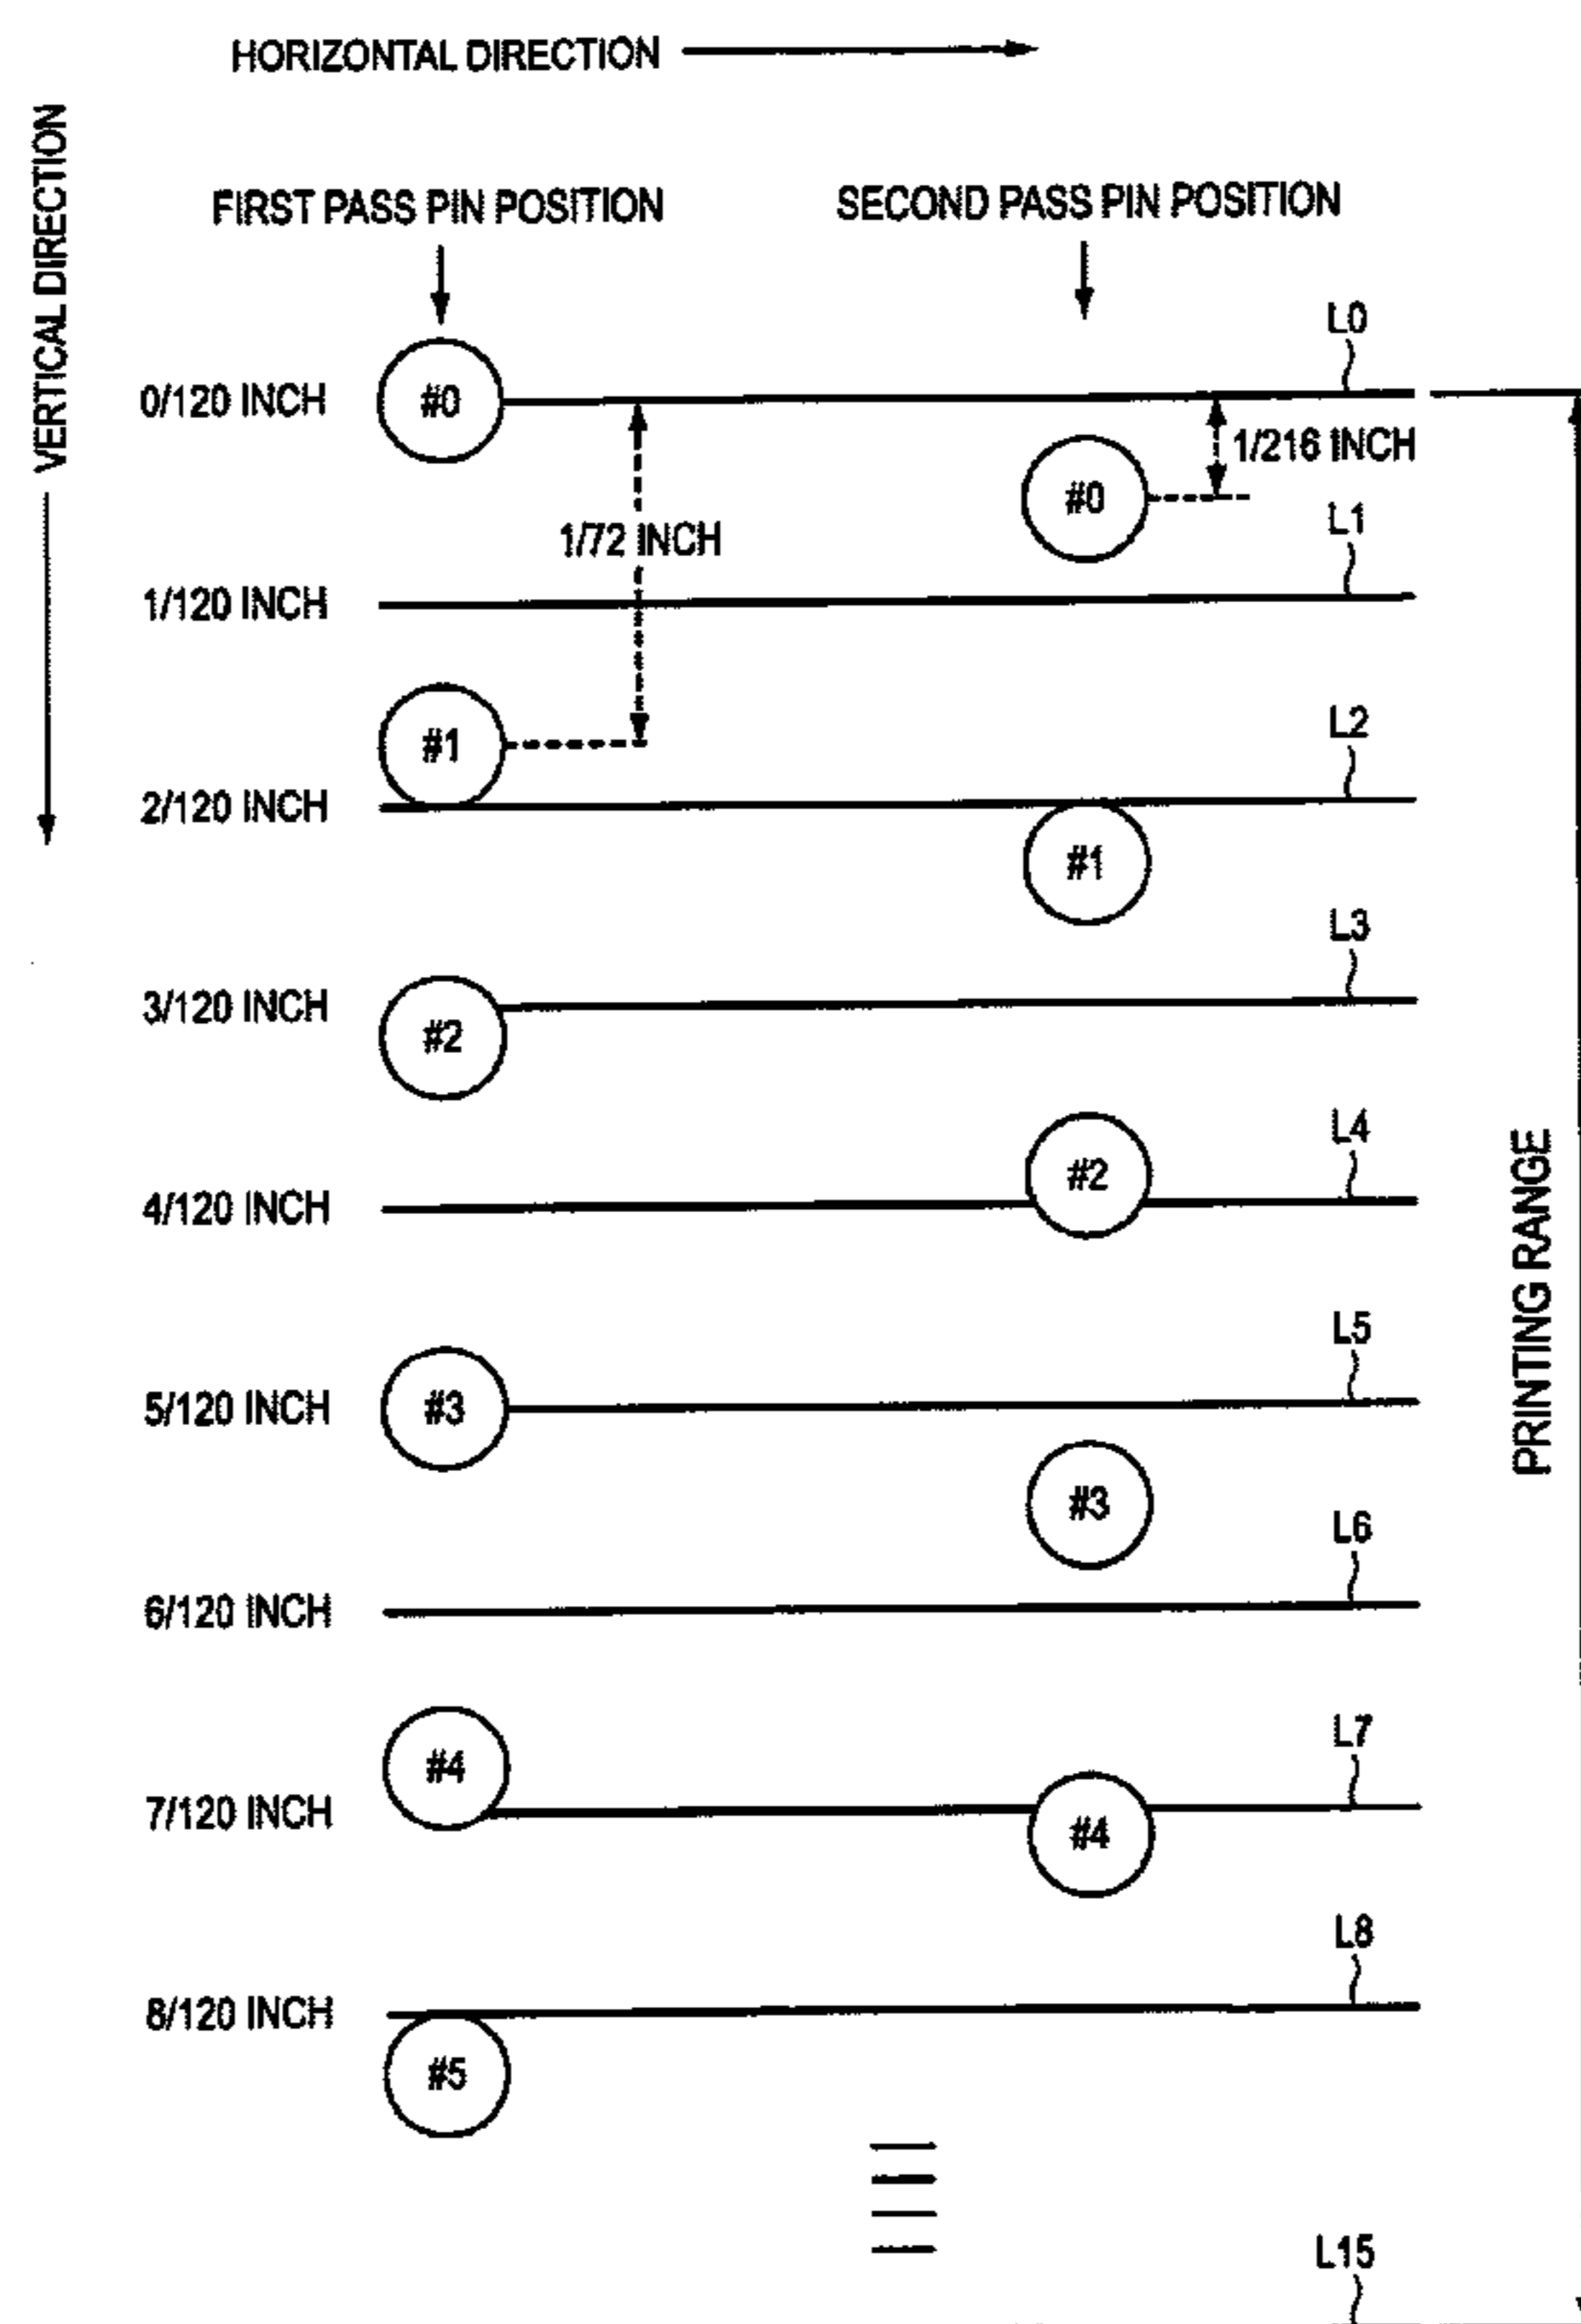 HORIZONTAL DIRECTION
VERTICAL DIRECTION
FIRST PASS PIN POSITION
SECOND PASS PIN POSITION
L0
0/120 INCH
#0
1/216 INCH
#0
L1
1/72 INCH
1/120 INCH
L2
#1
2/120 INCH
#1
L3
3/120 INCH
#2
L4
#2
4/120 INCH
PRINTING RANGE
L5
5/120 INCH
#3
#3
L6
6/120 INCH
L7
#4
7/120 INCH
#4
L8
8/120 INCH
#5
L15